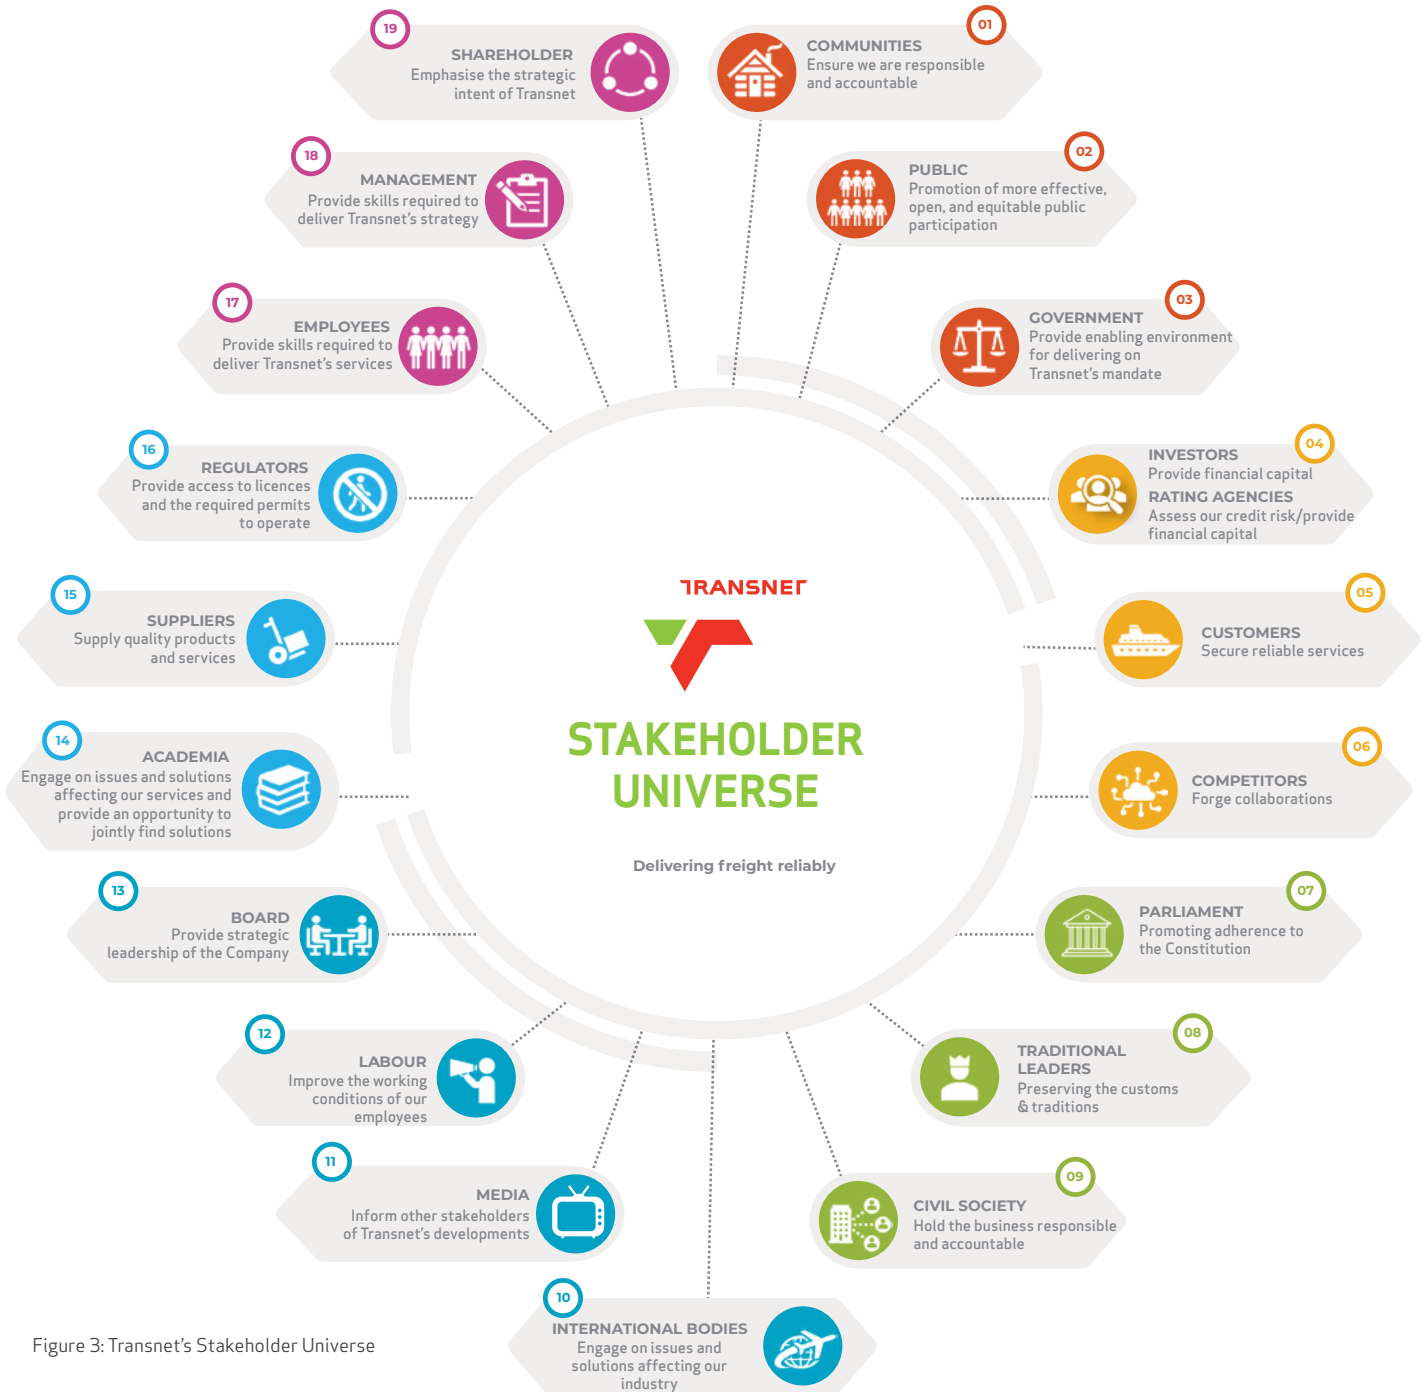 01
COMMUNITIES
Ensure we are responsible
and accountable
02
PUBLIC
Promotion of more effective,
open, and equitable public
participation
03
GOVERNMENT
Provide enabling environment
for delivering on
Transnet's mandate
04
INVESTORS
Provide financial capital
RATING AGENCIES
Assess our credit risk/provide
financial capital
05
CUSTOMERS
Secure reliable services
06
COMPETITORS
Forge collaborations
07
PARLIAMENT
Promoting adherence to
the Constitution
08
TRADITIONAL
LEADERS
Preserving the customs
& traditions
09
CIVIL SOCIETY
Hold the business responsible
and accountable
10
INTERNATIONAL BODIES
Engage on issues and
solutions affecting our
industry
11
MEDIA
Inform other stakeholders
of Transnet's developments
12
LABOUR
Improve the working
conditions of our
employees
13
BOARD
Provide strategic
leadership of the Company
14
ACADEMIA
Engage on issues and solutions
affecting our services and
provide an opportunity to
jointly find solutions
15
SUPPLIERS
Supply quality products
and services
16
REGULATORS
Provide access to licences
and the required permits
to operate
17
EMPLOYEES
Provide skills required to
deliver Transnet's services
18
MANAGEMENT
Provide skills required to
deliver Transnet's strategy
19
SHAREHOLDER
Emphasise the strategic
intent of Transnet
TRANSNET
STAKEHOLDER
UNIVERSE
Delivering freight reliably
Figure 3: Transnet's Stakeholder Universe